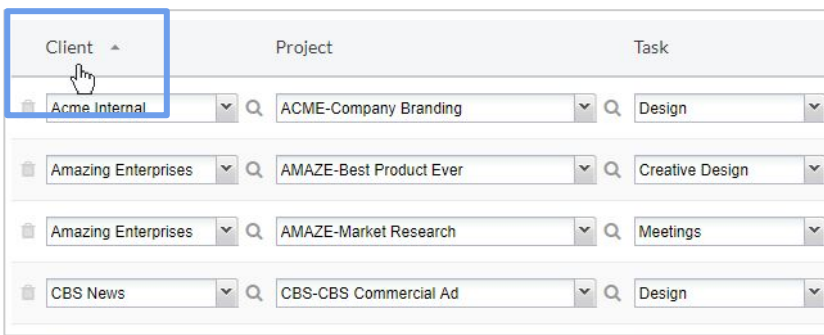 Client Project Task
Acme Internal ACME-Company Branding Design
Amazing Enterprises AMAZE-Best Product Ever Creative Design
Amazing Enterprises AMAZE-Market Research Meetings
CBS News CBS-CBS Commercial Ad Design